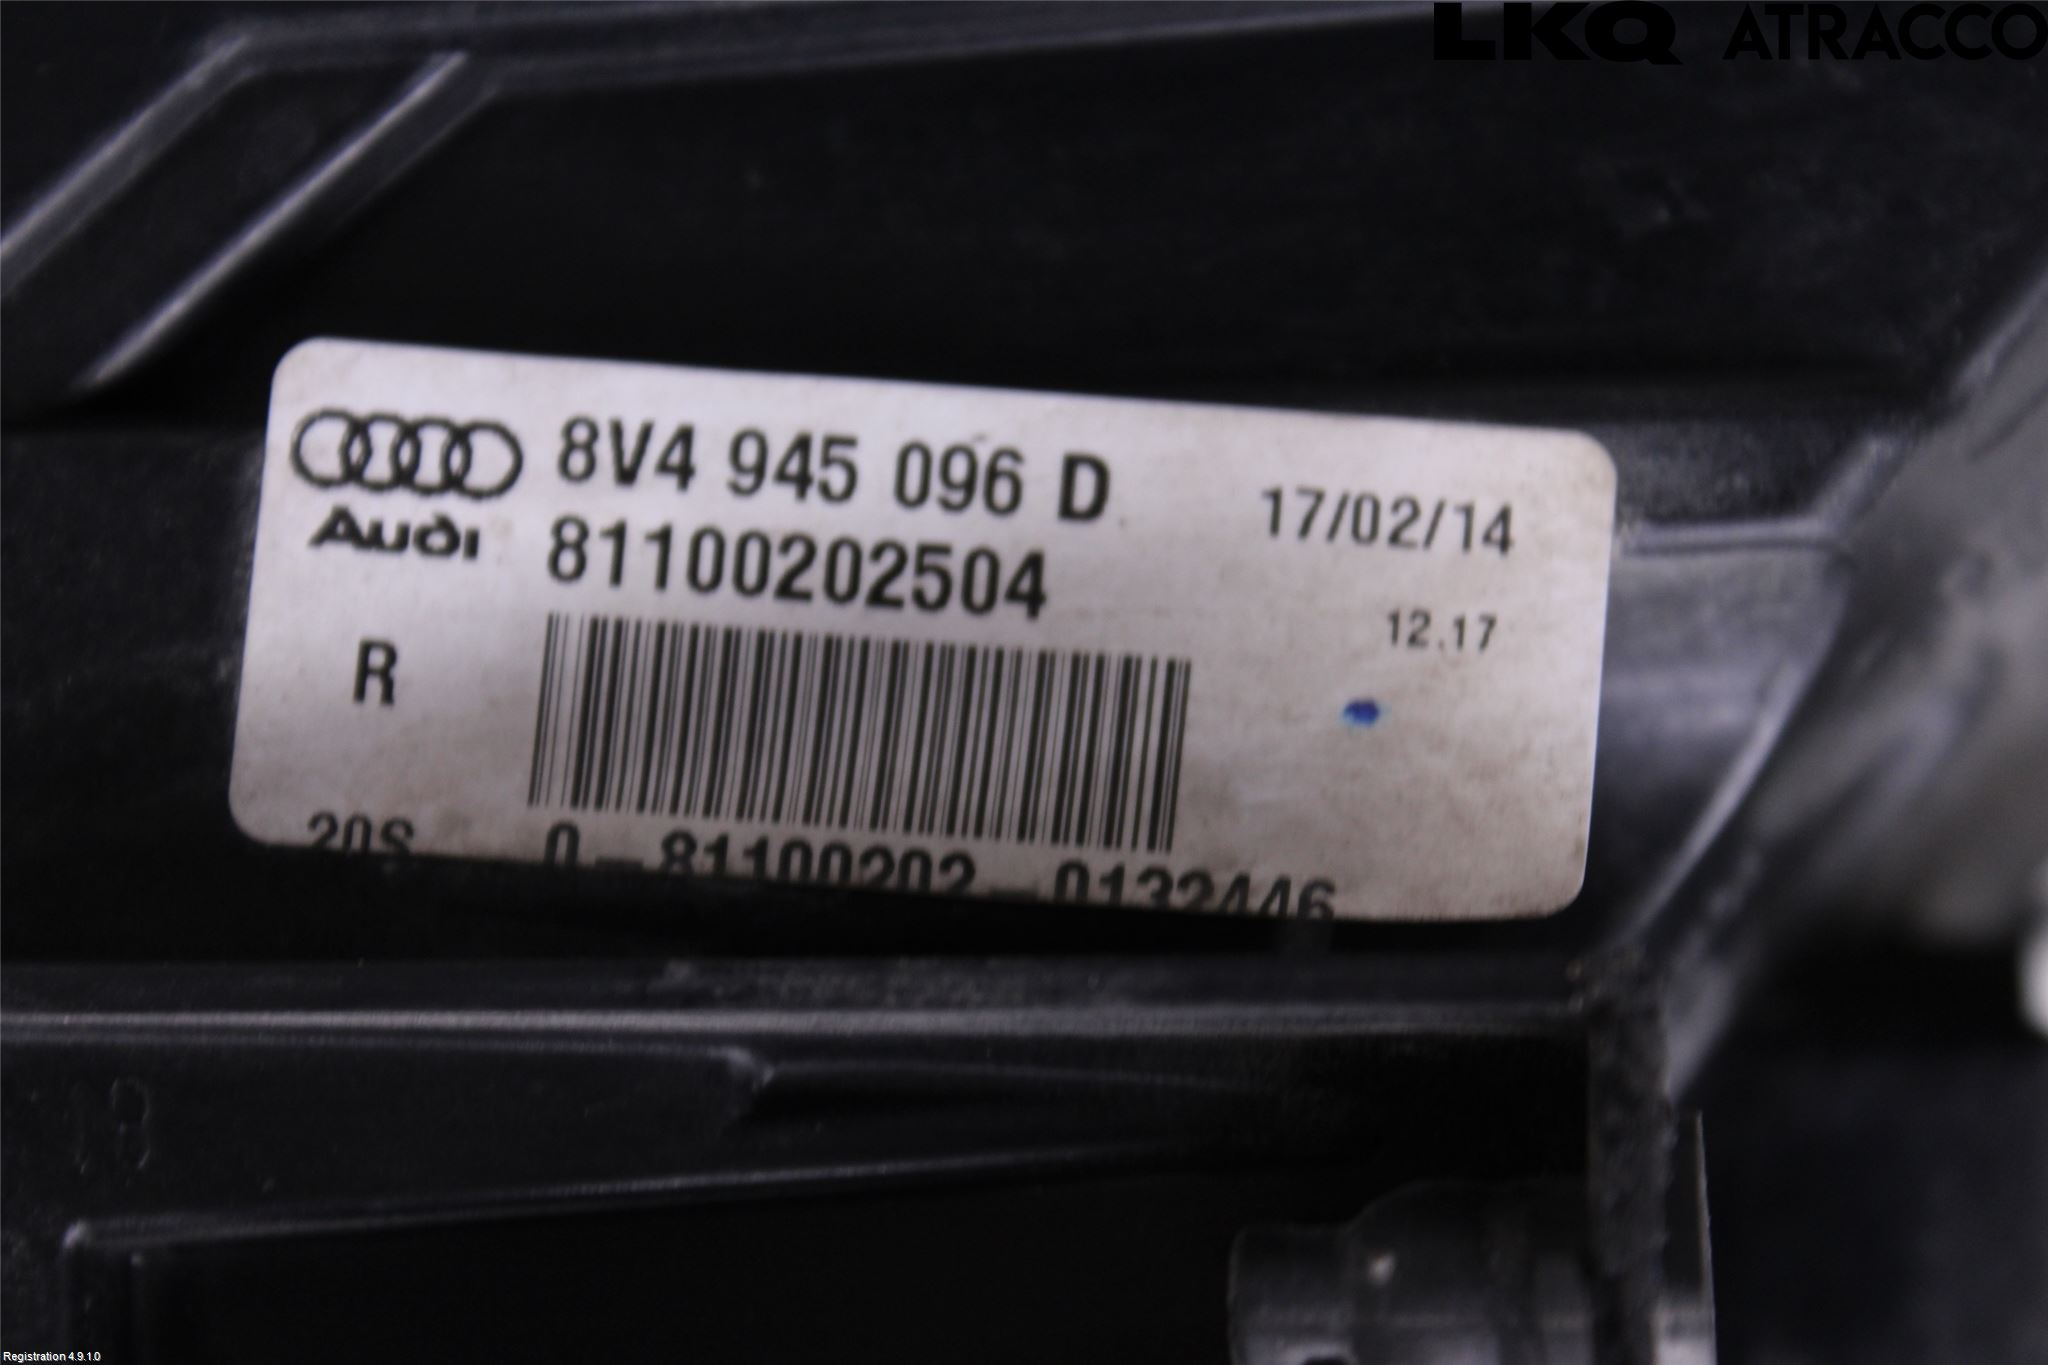 LKQ ATRACCO
8V4 945 096 D
17/02/14
Audi
81100202504
12.17
R
20S
0-81100202-0132446
Registration 4.9.1.0